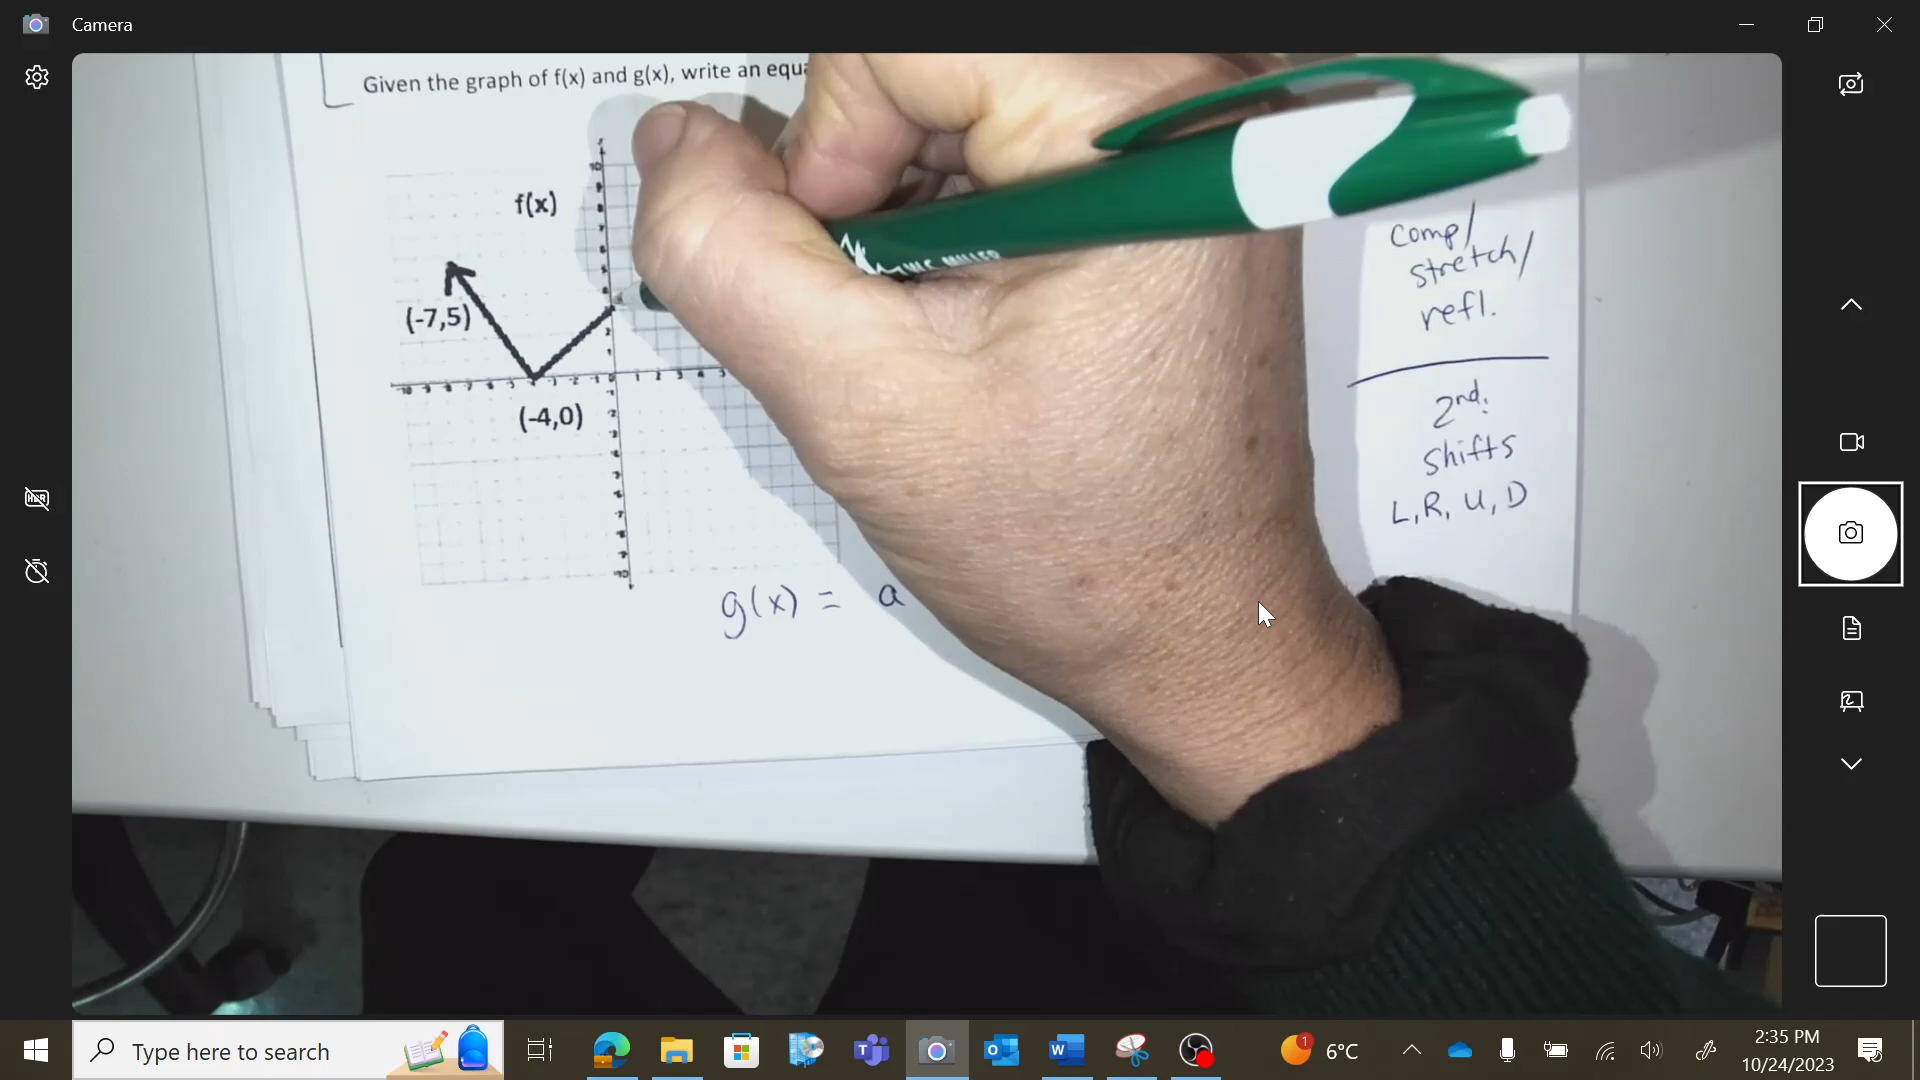 Camera
Given the graph of f(x) and g(x), write an equa
f(x)
(-7,5)
(-4,0)
g(x) = a
comp/
stretch/
refl.
2nd:
shifts
L, R, U, D
Type here to search
6°C
2:35 PM
10/24/2023